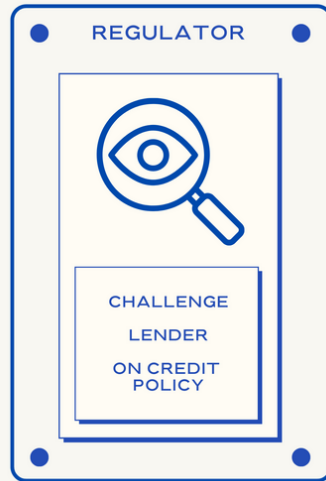 REGULATOR
CHALLENGE
LENDER
ON CREDIT
POLICY